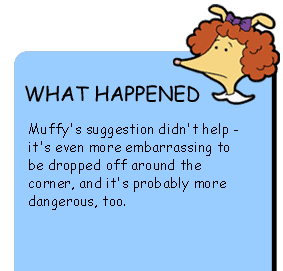 WHAT HAPPENED
Muffy's suggestion didn't help -
it's even more embarrassing to
be dropped off around the
corner, and it's probably more
dangerous, too.